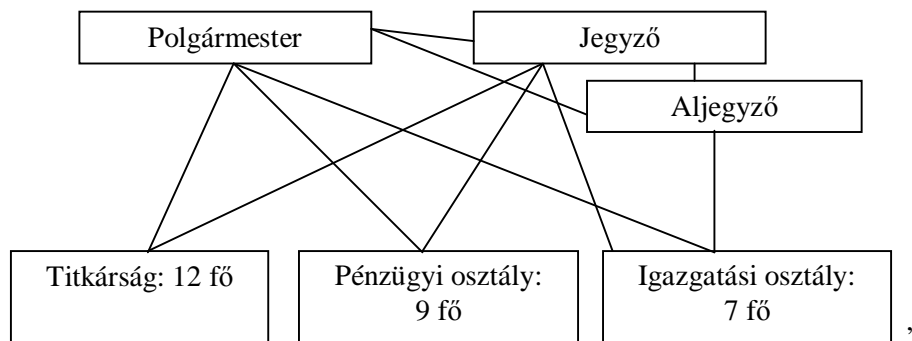 Polgármester
Jegyző
Aljegyző
Titkárság: 12 fő
Pénzügyi osztály:
9 fő
Igazgatási osztály:
7 fő
,